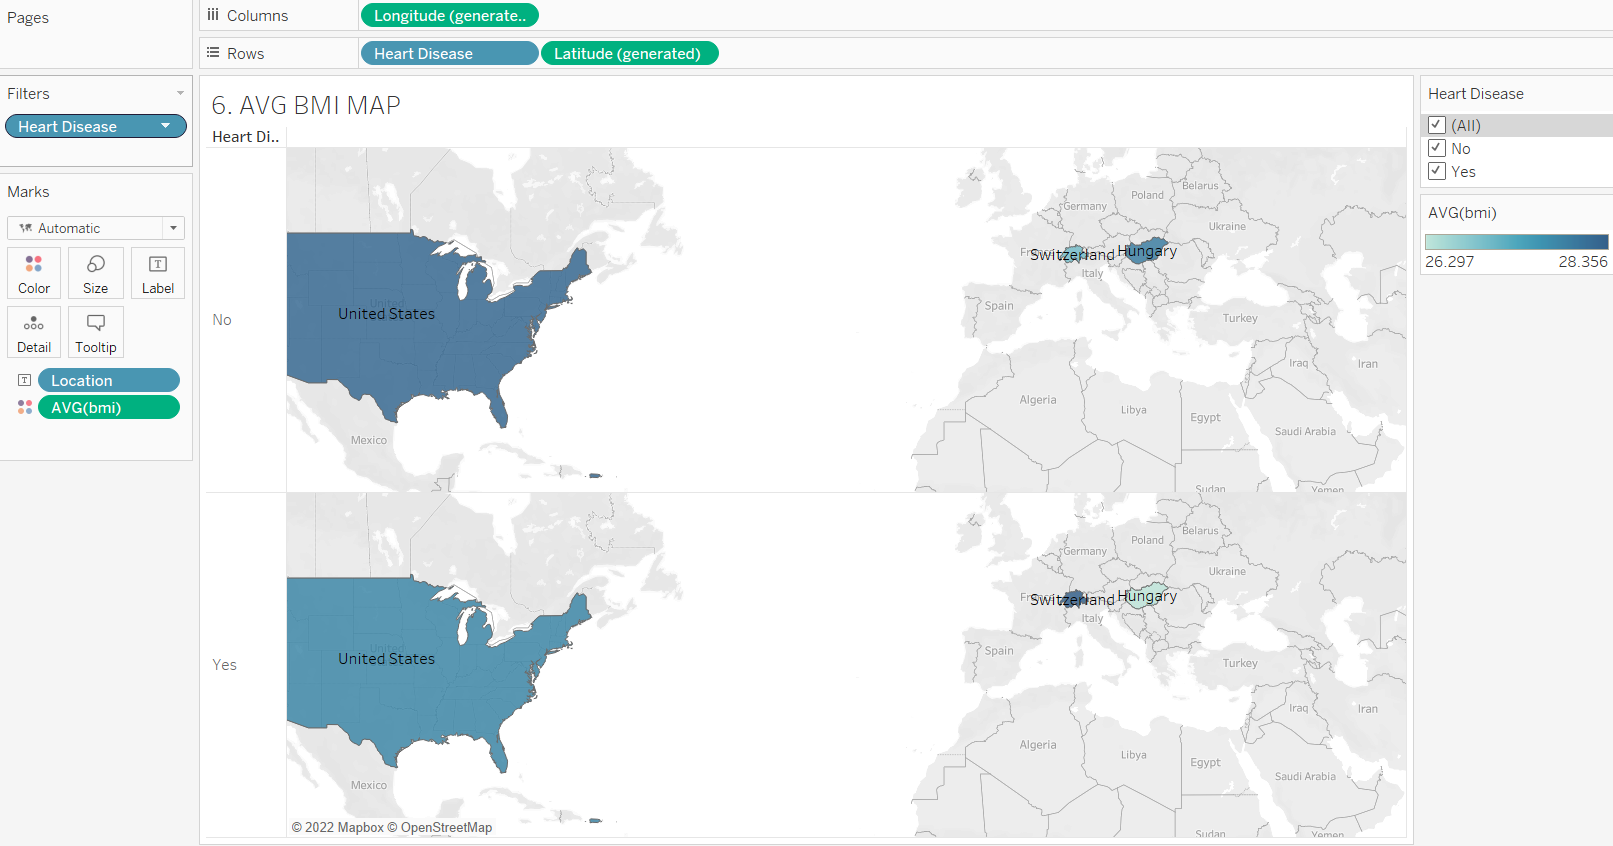 Pages
Columns
Longitude (generate..
Rows
Heart Disease
Latitude (generated)
Filters
Heart Disease
Marks
Automatic
Color
Size
Label
Detail
Tooltip
Location
AVG(bmi)
6. AVG BMI MAP
Heart Di..
No
United States
Mexico
Belarus
Poland
Germany
Ukraine
Switzerland
Hungary
Italy
Spain
Turkey
Iraq
Iran
Algeria
Libya
Egypt
Saudi Arabia
Sudan
Yemen
Yes
United States
Mexico
Belarus
Poland
Germany
Ukraine
Switzerland
Hungary
Italy
Spain
Turkey
Iraq
Iran
Algeria
Libya
Egypt
Saudi Arabia
Sudan
Yemen
© 2022 Mapbox © OpenStreetMap
Heart Disease
(All)
No
Yes
AVG(bmi)
26.297 28.356